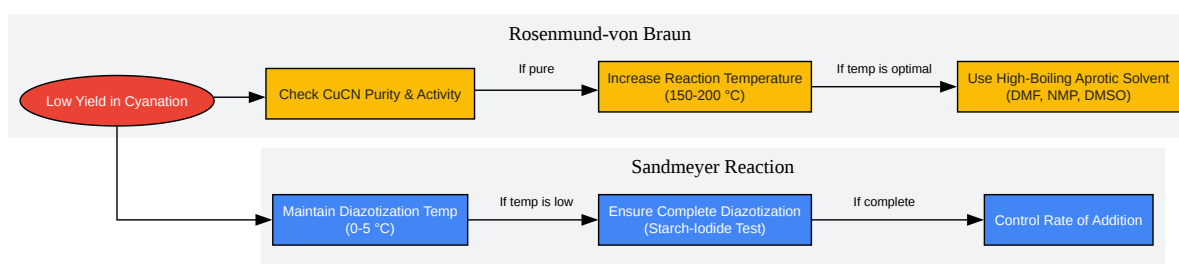 Rosenmund-von Braun
Low Yield in Cyanation
Check CuCN Purity & Activity
If pure
Increase Reaction Temperature
(150-200 °C)
If temp is optimal
Use High-Boiling Aprotic Solvent
(DMF, NMP, DMSO)
Sandmeyer Reaction
Maintain Diazotization Temp
(0-5 °C)
If temp is low
Ensure Complete Diazotization
(Starch-Iodide Test)
If complete
Control Rate of Addition